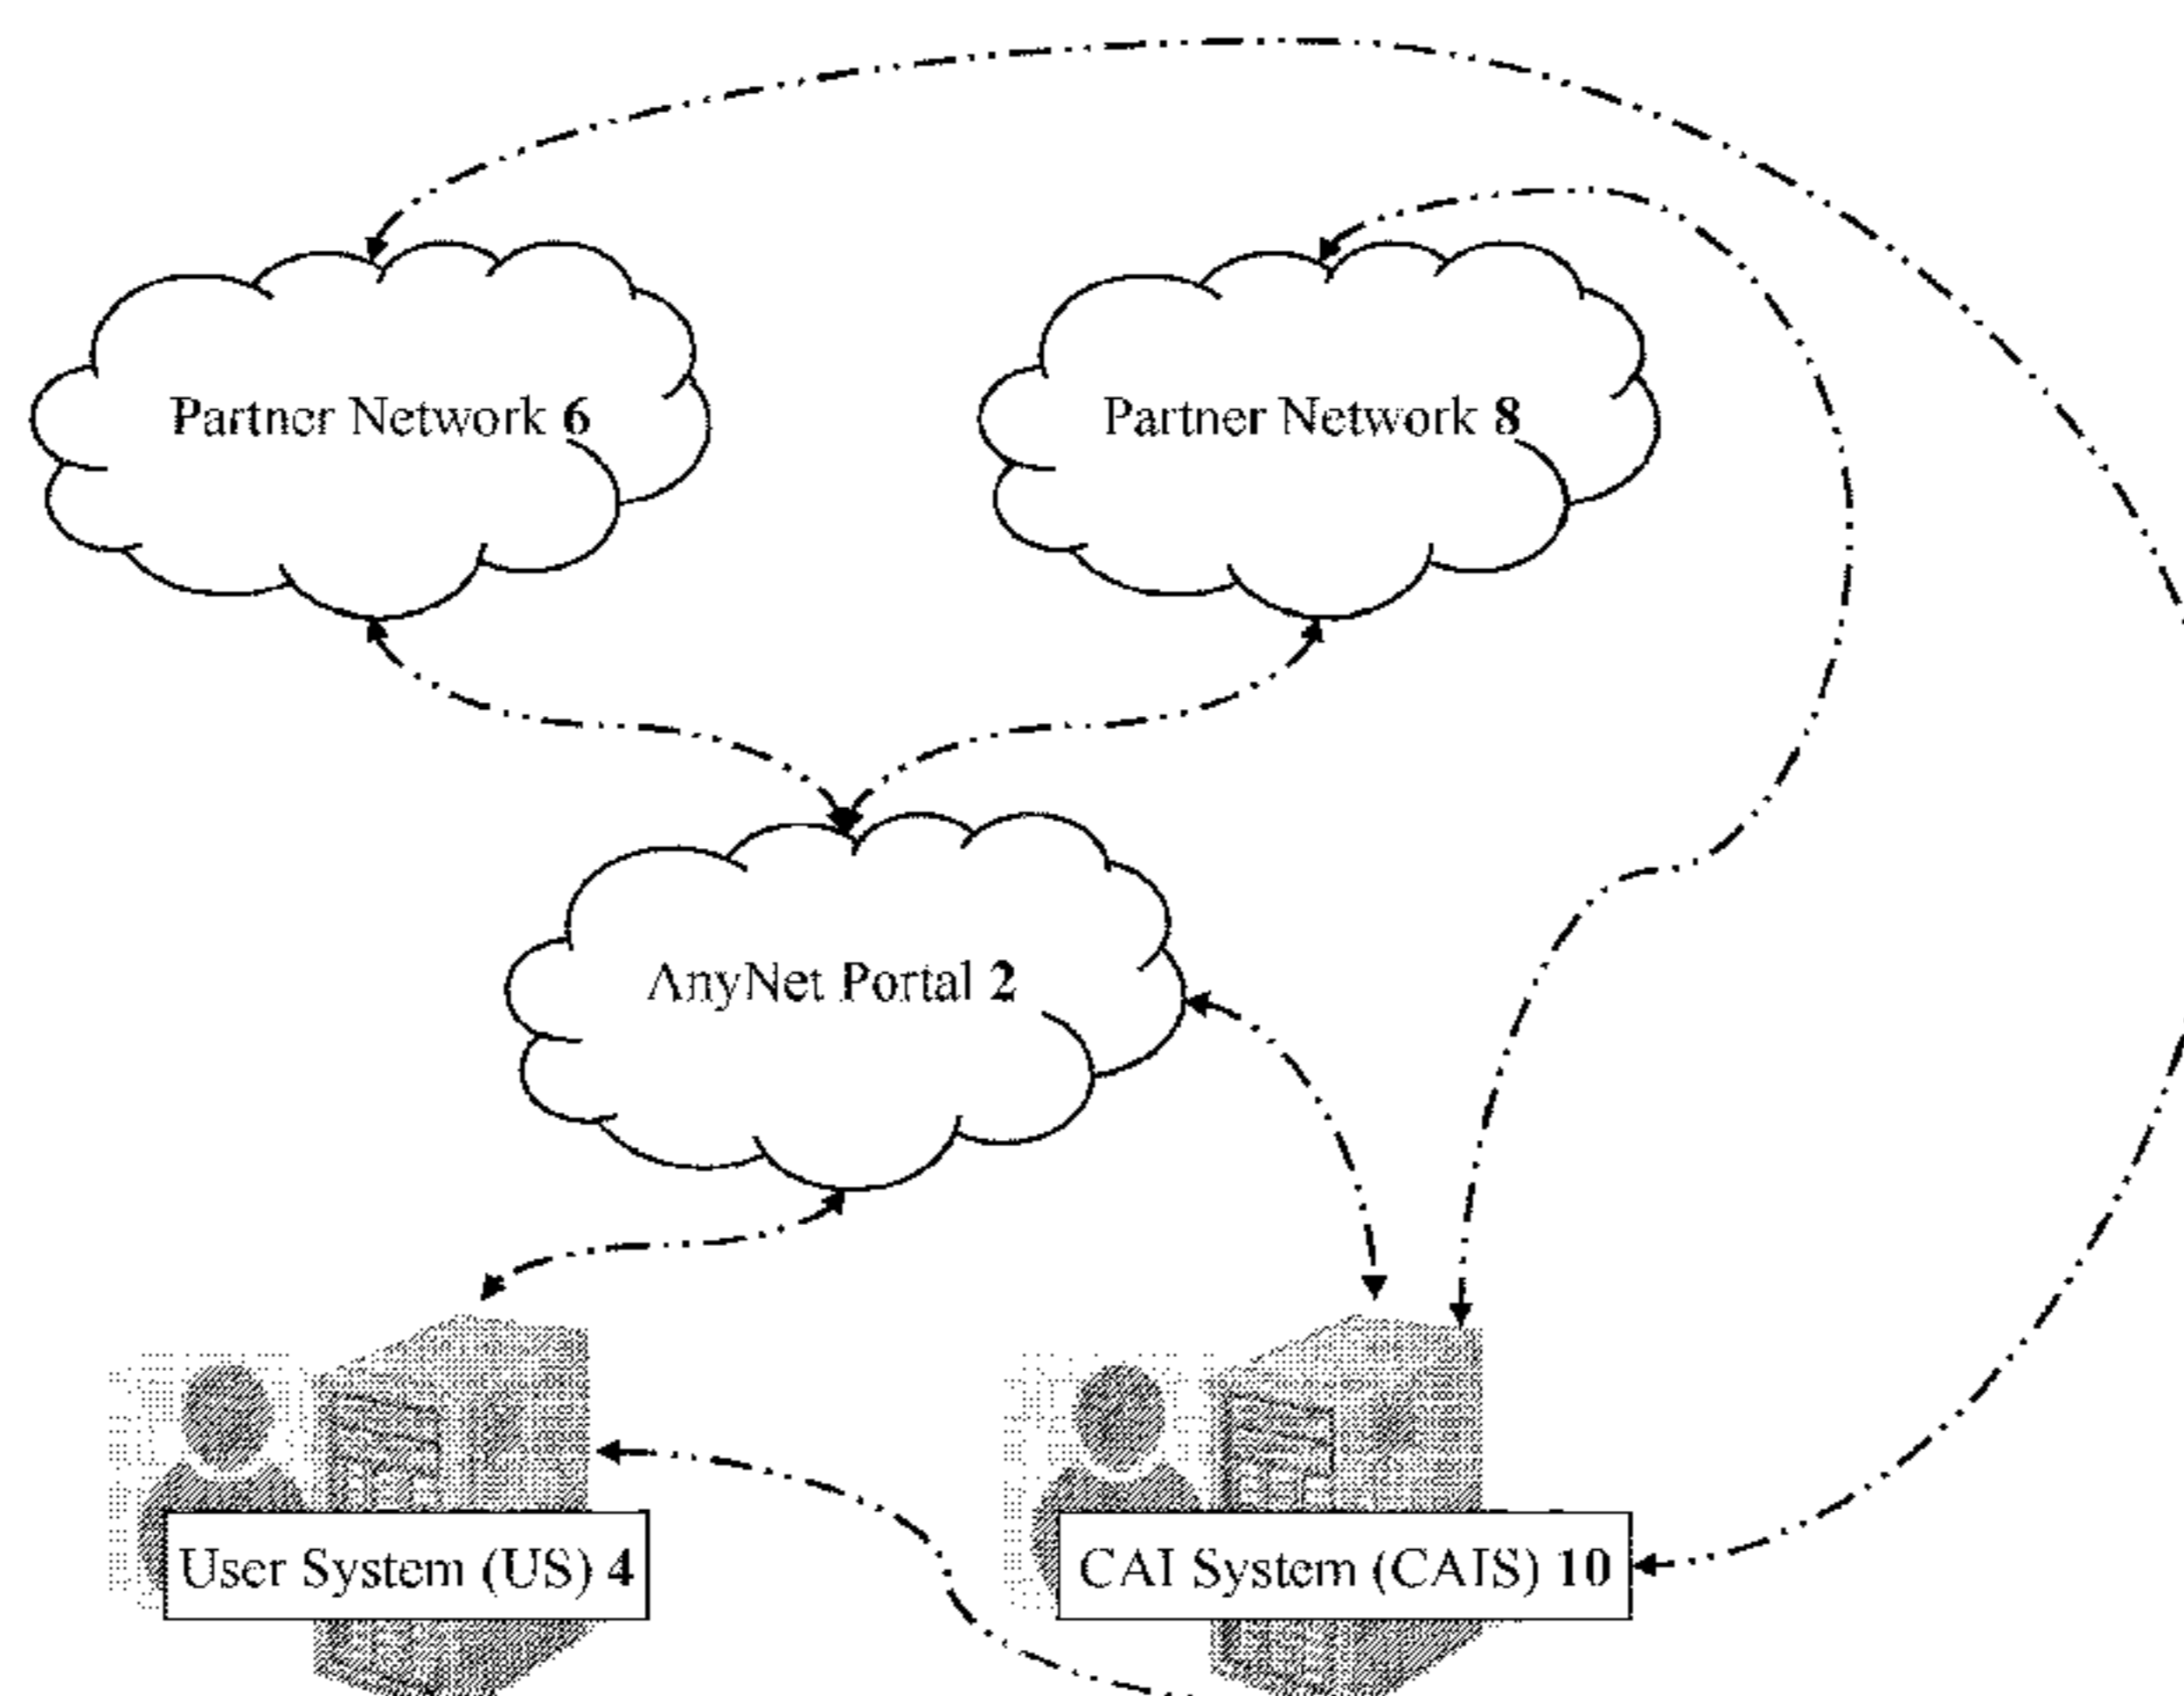 Partner Network 6
Partner Network 8
AnyNet Portal 2
User System (US) 4
CAI System (CAIS) 10